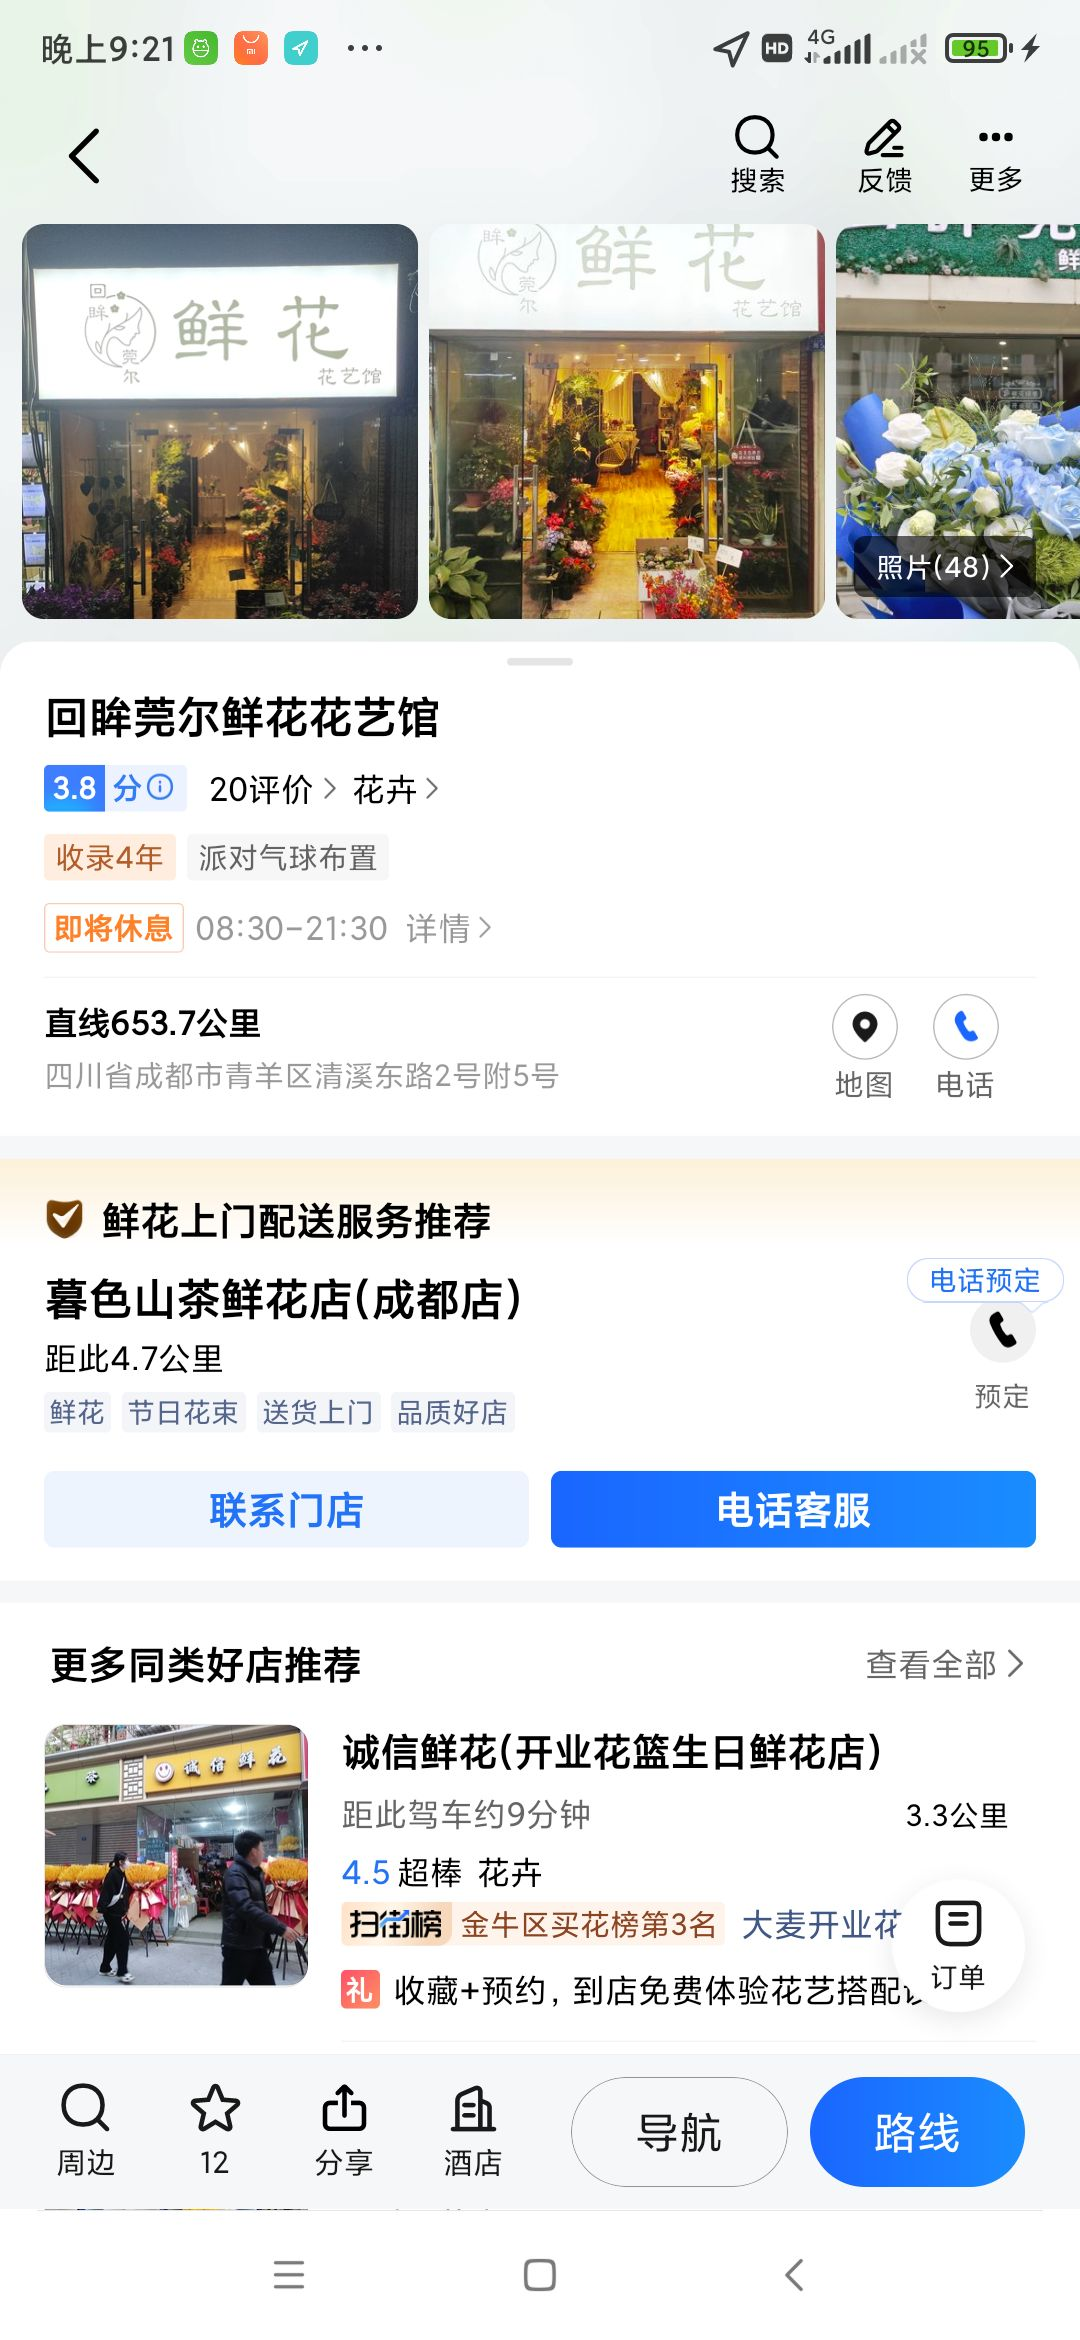 晚上9:21
HD
4G
95
搜索
反馈
更多
回眸莞尔
鲜花
花艺馆
回眸莞尔
鲜花
花艺馆
鲜
照片(48)
回眸莞尔鲜花花艺馆
3.8分
20评价
花卉
收录4年
派对气球布置
即将休息
08:30-21:30
详情
直线653.7公里
四川省成都市青羊区清溪东路2号附5号
地图
电话
鲜花上门配送服务推荐
暮色山茶鲜花店(成都店)
电话预定
距此4.7公里
预定
鲜花
节日花束
送货上门
品质好店
联系门店
电话客服
更多同类好店推荐
查看全部
茶
诚信鲜花
诚信鲜花(开业花篮生日鲜花店)
距此驾车约9分钟
3.3公里
4.5超棒 花卉
扫街榜
金牛区买花榜第3名
大麦开业花
礼
收藏+预约，到店免费体验花艺搭配
订单
周边
12
分享
酒店
导航
路线